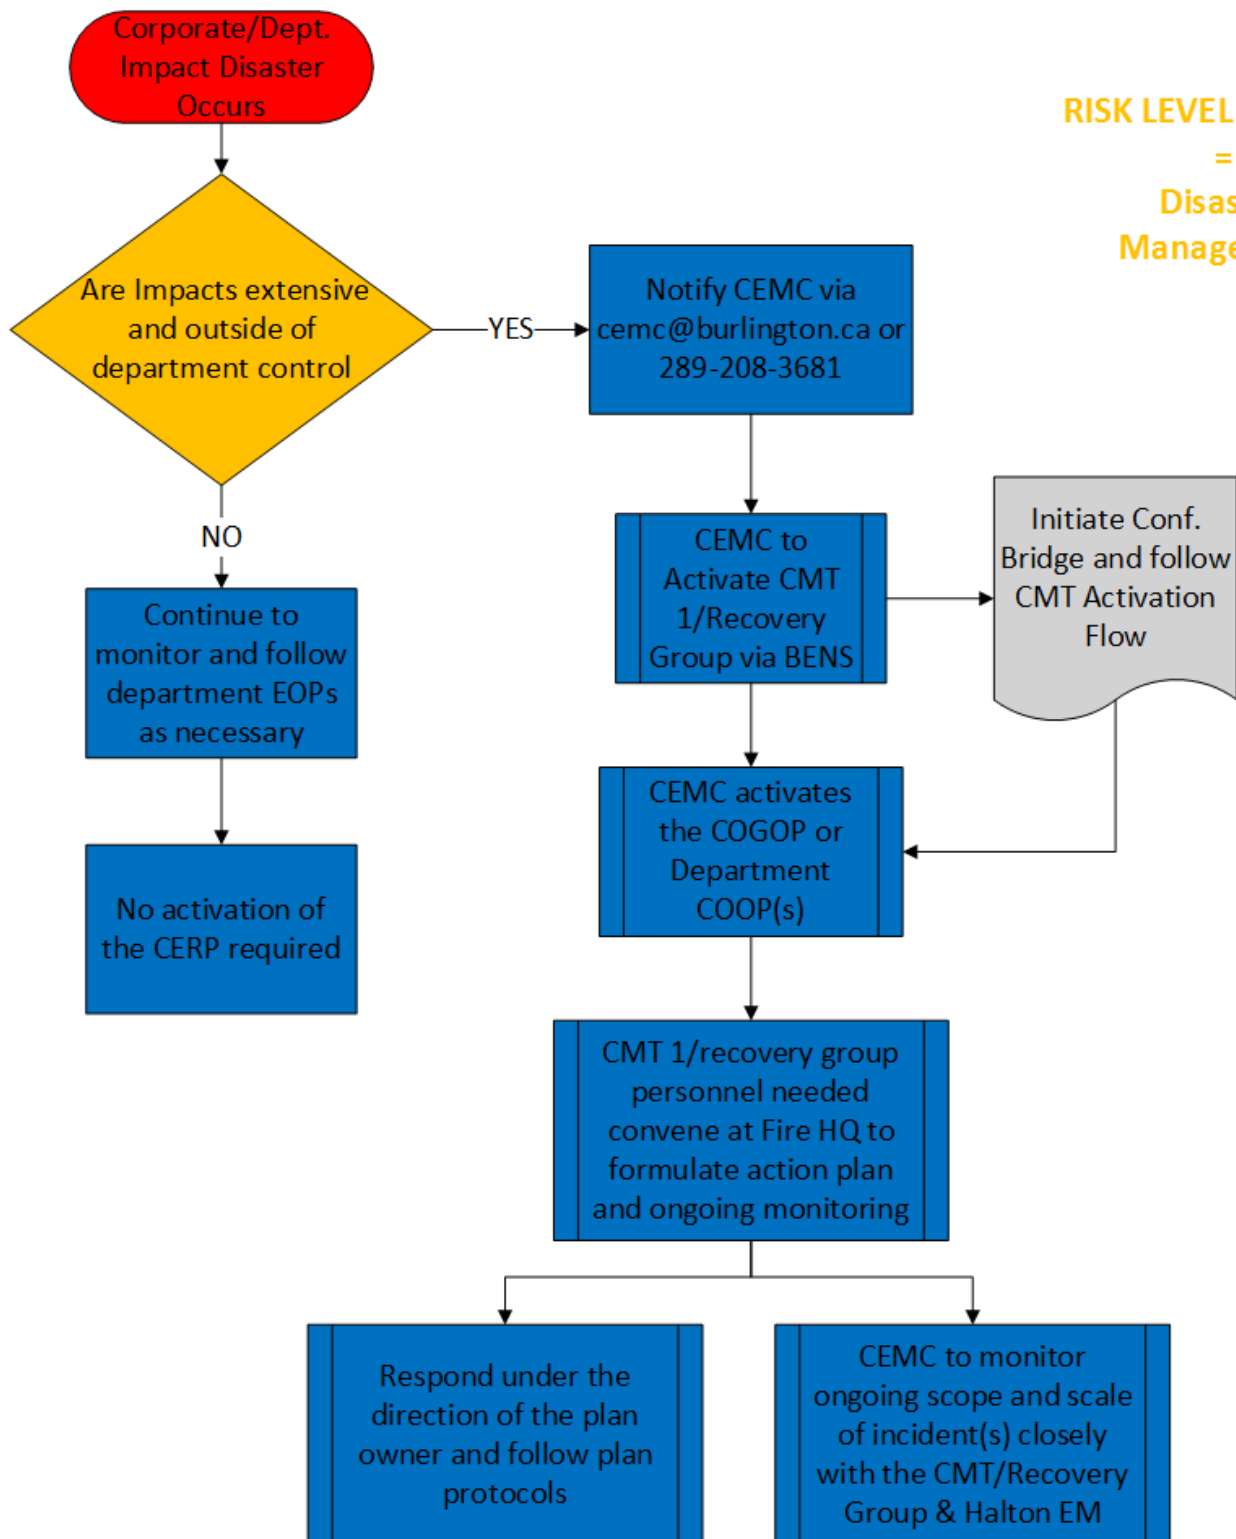 Corporate/Dept.
Impact Disaster
Occurs
RISK LEVEL
=
Are Impacts extensive
and outside of
department control
YES
Notify CEMC via
cemc@burlington.ca or
289-208-3681
NO
Continue to
monitor and follow
department EOPs
as necessary
No activation of
the CERP required
CEMC to
Activate CMT
1/Recovery
Group via BENS
Initiate Conf.
Bridge and follow
CMT Activation
Flow
CEMC activates
the COGOP or
Department
COOP(s)
CMT 1/recovery group
personnel needed
convene at Fire HQ to
formulate action plan
and ongoing monitoring
Respond under the
direction of the plan
owner and follow plan
protocols
CEMC to monitor
ongoing scope and scale
of incident(s) closely
with the CMT/Recovery
Group & Halton EM